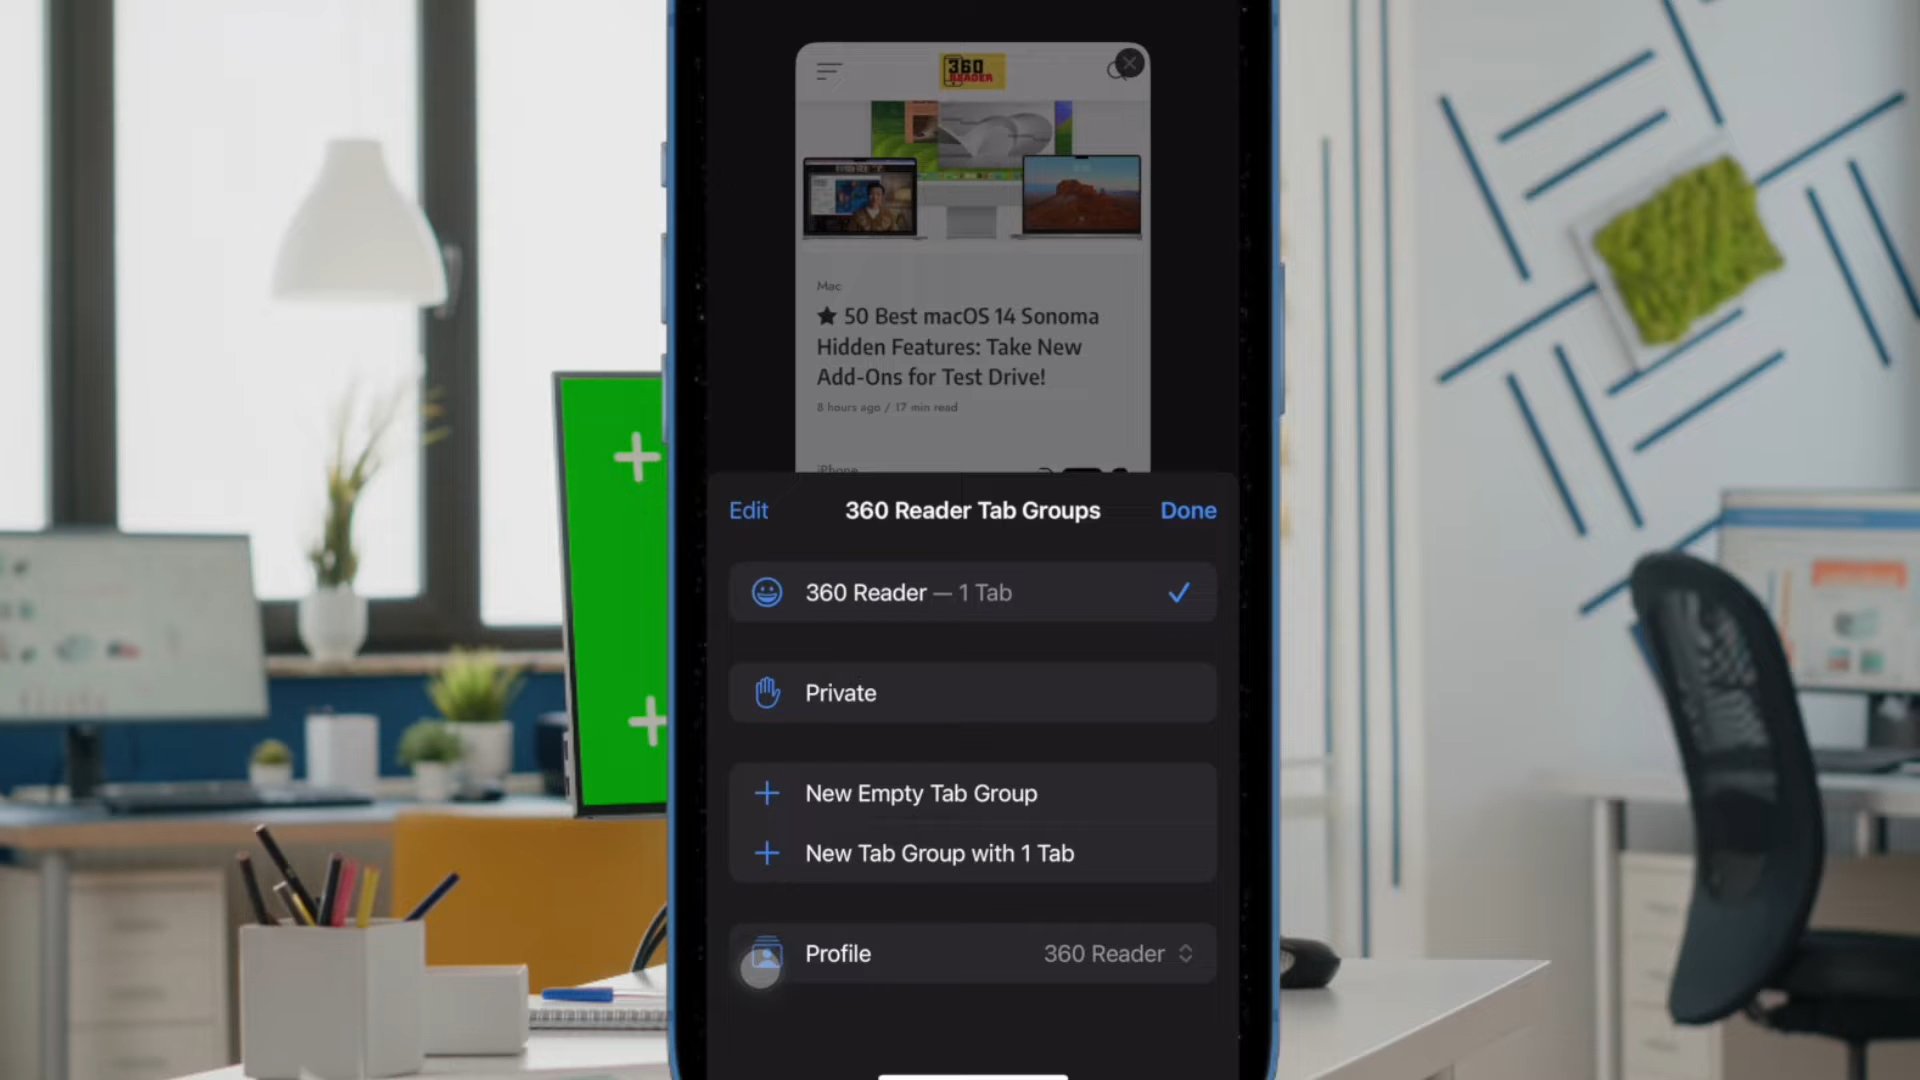 360
READER
Mac
★ 50 Best macOS 14 Sonoma
Hidden Features: Take New
Add-Ons for Test Drive!
8 hours ago / 17 min read
iPhone
Edit
360 Reader Tab Groups
Done
360 Reader — 1 Tab
Private
New Empty Tab Group
New Tab Group with 1 Tab
Profile
360 Reader